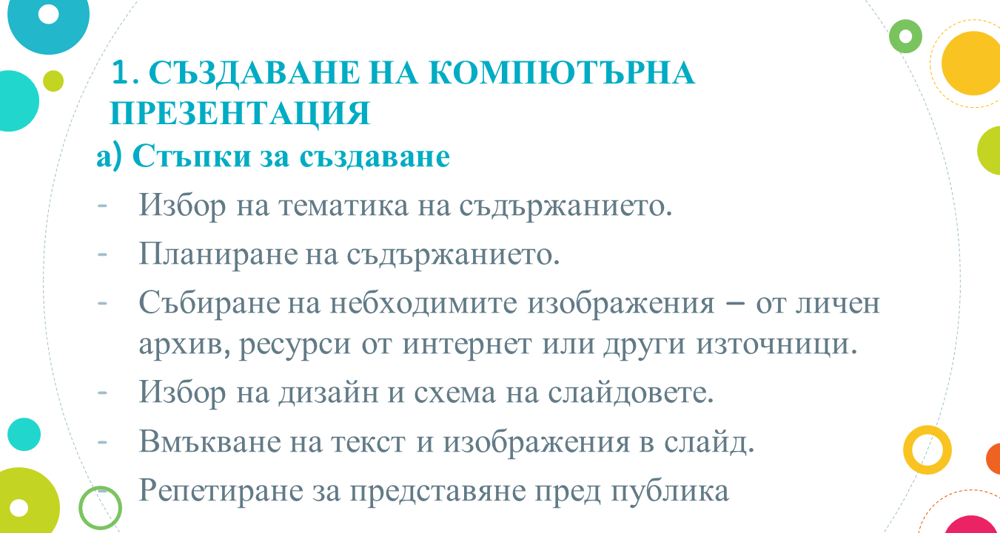 1. СЪЗДАВАНЕ НА КОМПЮТЪРНА
ПРЕЗЕНТАЦИЯ
а) Стъпки за създаване
- Избор на тематика на съдържанието.
- Планиране на съдържанието.
- Събиране на небходимите изображения – от личен
архив, ресурси от интернет или други източници.
- Избор на дизайн и схема на слайдовете.
- Вмъкване на текст и изображения в слайд.
- Репетиране за представяне пред публика